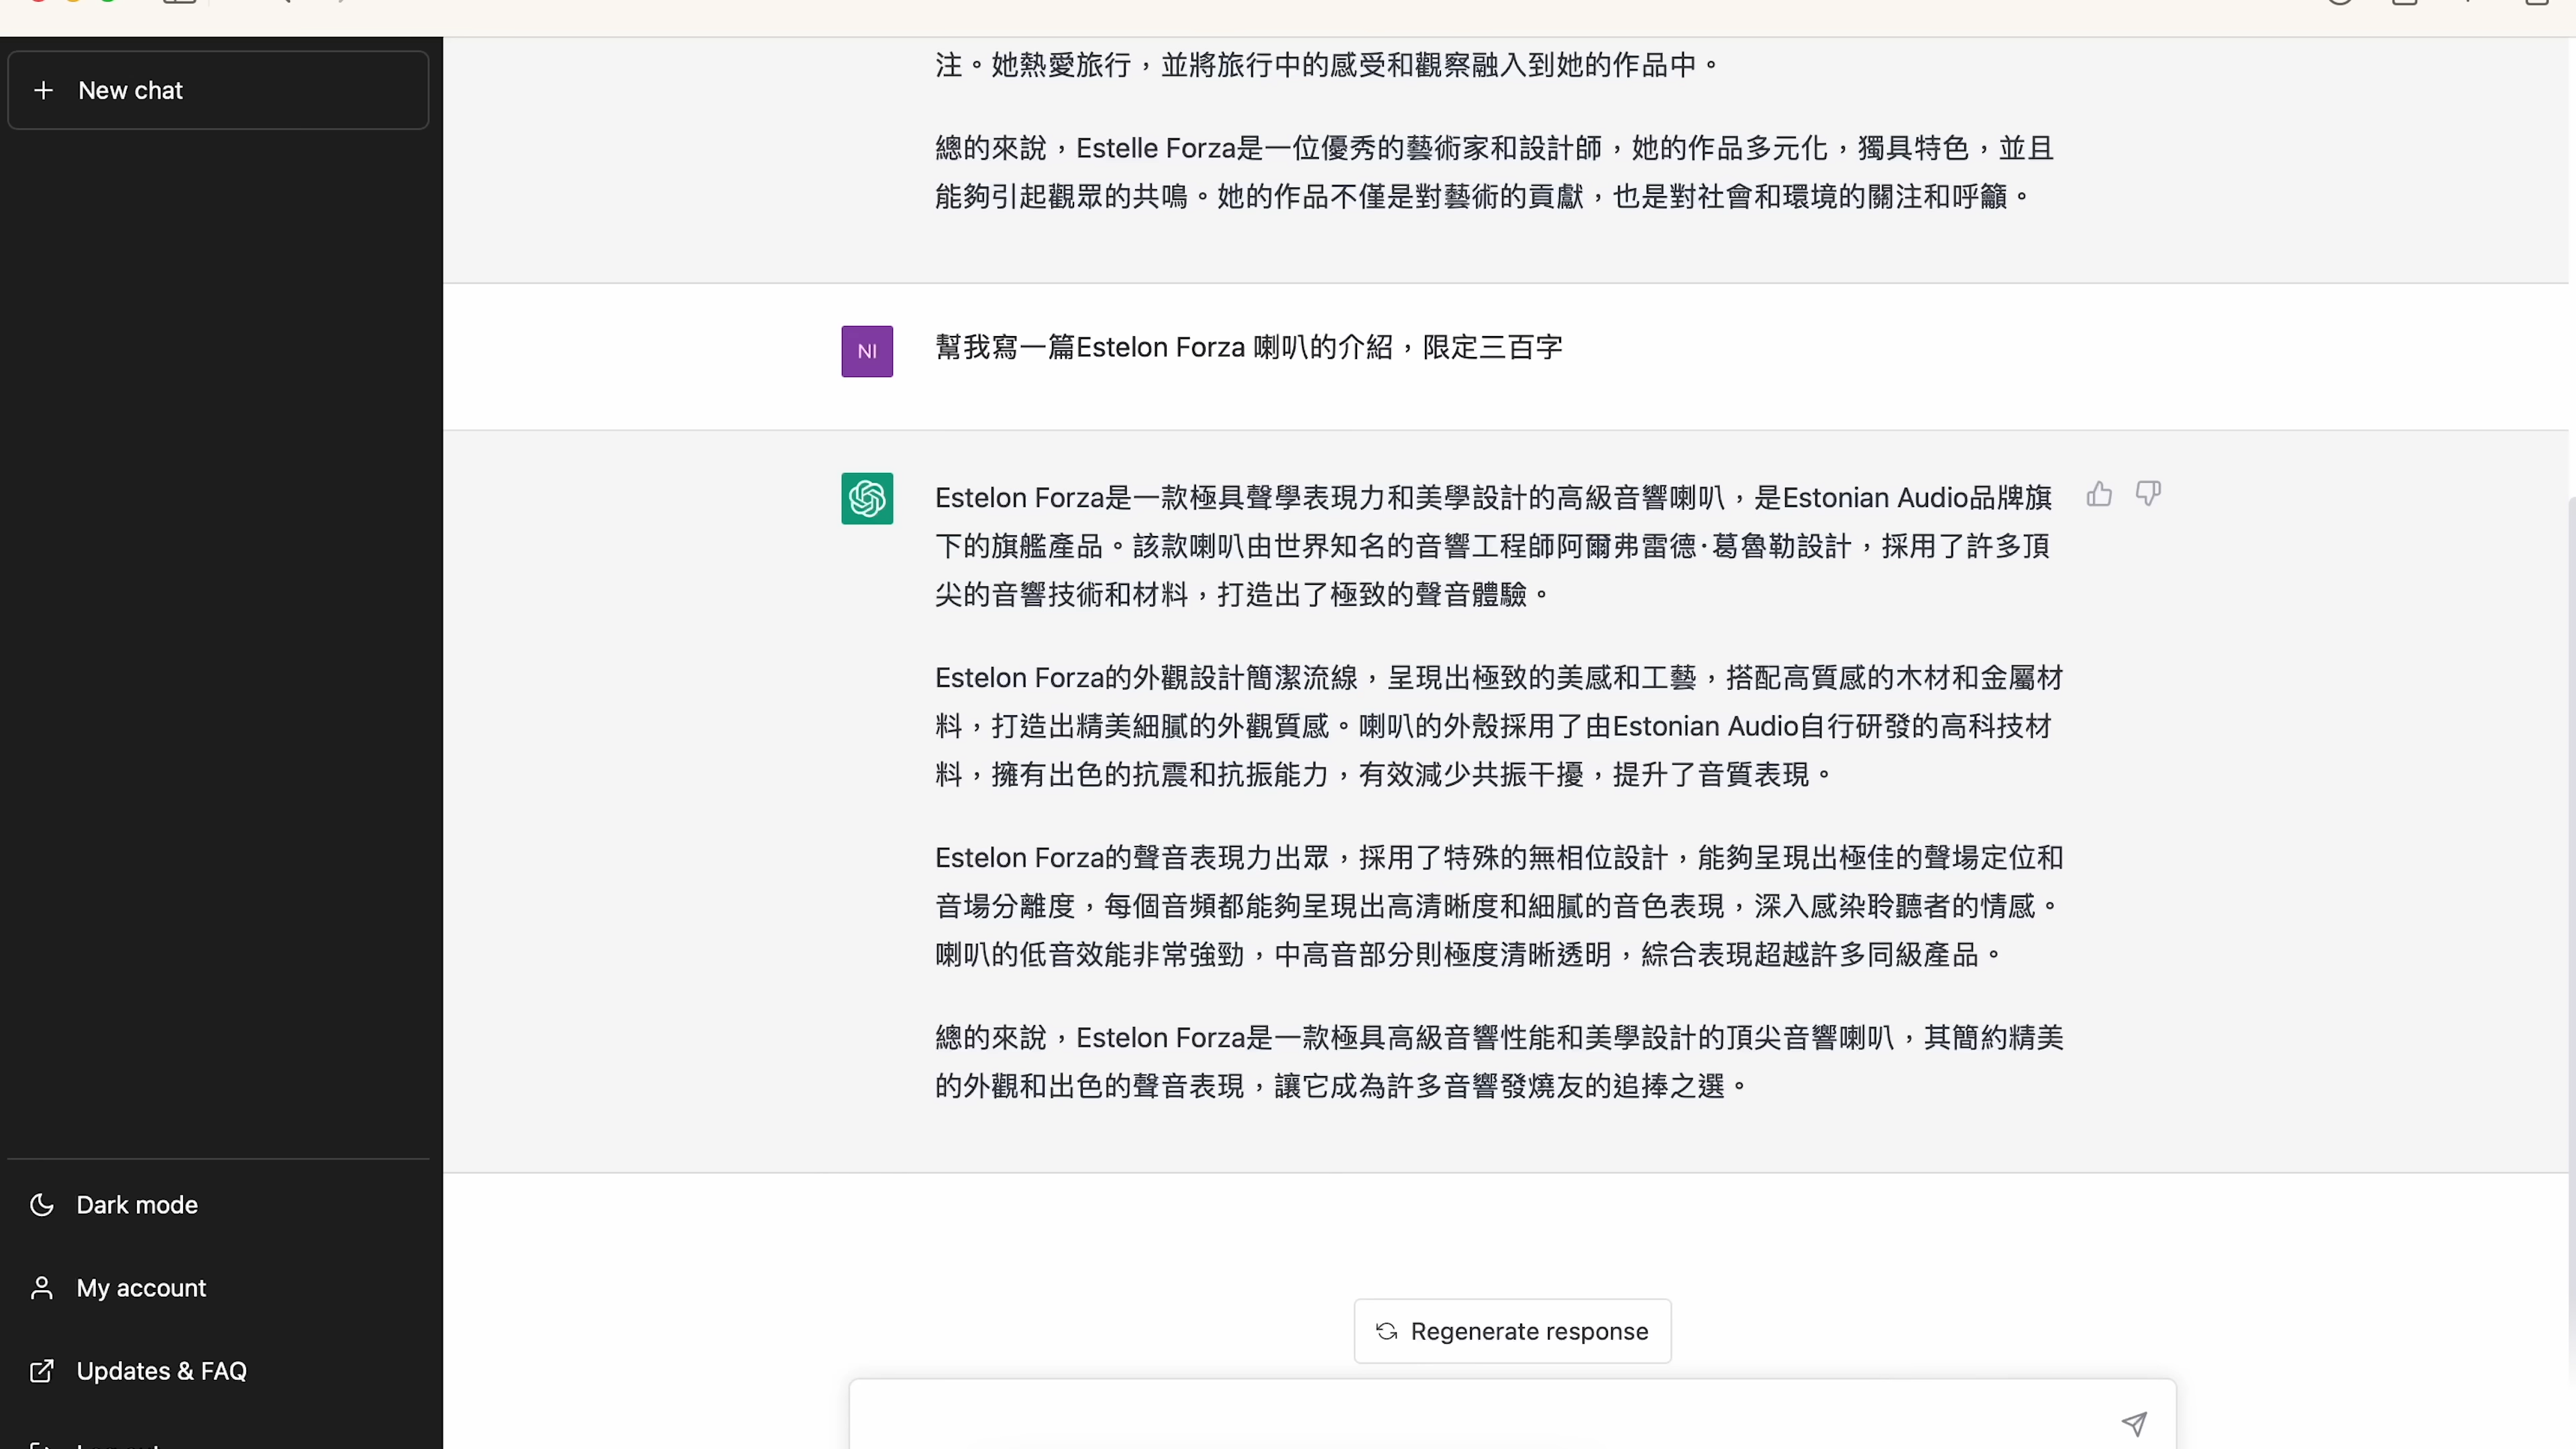 New chat
注。她熱愛旅行，並將旅行中的感受和觀察融入到她的作品中。
總的來說，Estelle Forza是一位優秀的藝術家和設計師，她的作品多元化，獨具特色，並且
能夠引起觀眾的共鳴。她的作品不僅是對藝術的貢獻，也是對社會和環境的關注和呼籲。
NI
幫我寫一篇Estelon Forza 喇叭的介紹，限定三百字
Estelon Forza是一款極具聲學表現力和美學設計的高級音響喇叭，是Estonian Audio品牌旗
下的旗艦產品。該款喇叭由世界知名的音響工程師阿爾弗雷德·葛魯勒設計，採用了許多頂
尖的音響技術和材料，打造出了極致的聲音體驗。
Estelon Forza的外觀設計簡潔流線，呈現出極致的美感和工藝，搭配高質感的木材和金屬材
料，打造出精美細膩的外觀質感。喇叭的外殼採用了由Estonian Audio自行研發的高科技材
料，擁有出色的抗震和抗振能力，有效減少共振干擾，提升了音質表現。
Estelon Forza的聲音表現力出眾，採用了特殊的無相位設計，能夠呈現出極佳的聲場定位和
音場分離度，每個音頻都能夠呈現出高清晰度和細膩的音色表現，深入感染聆聽者的情感。
喇叭的低音效能非常強勁，中高音部分則極度清晰透明，綜合表現超越許多同級產品。
總的來說，Estelon Forza是一款極具高級音響性能和美學設計的頂尖音響喇叭，其簡約精美
的外觀和出色的聲音表現，讓它成為許多音響發燒友的追捧之選。
Dark mode
My account
Updates & FAQ
Regenerate response